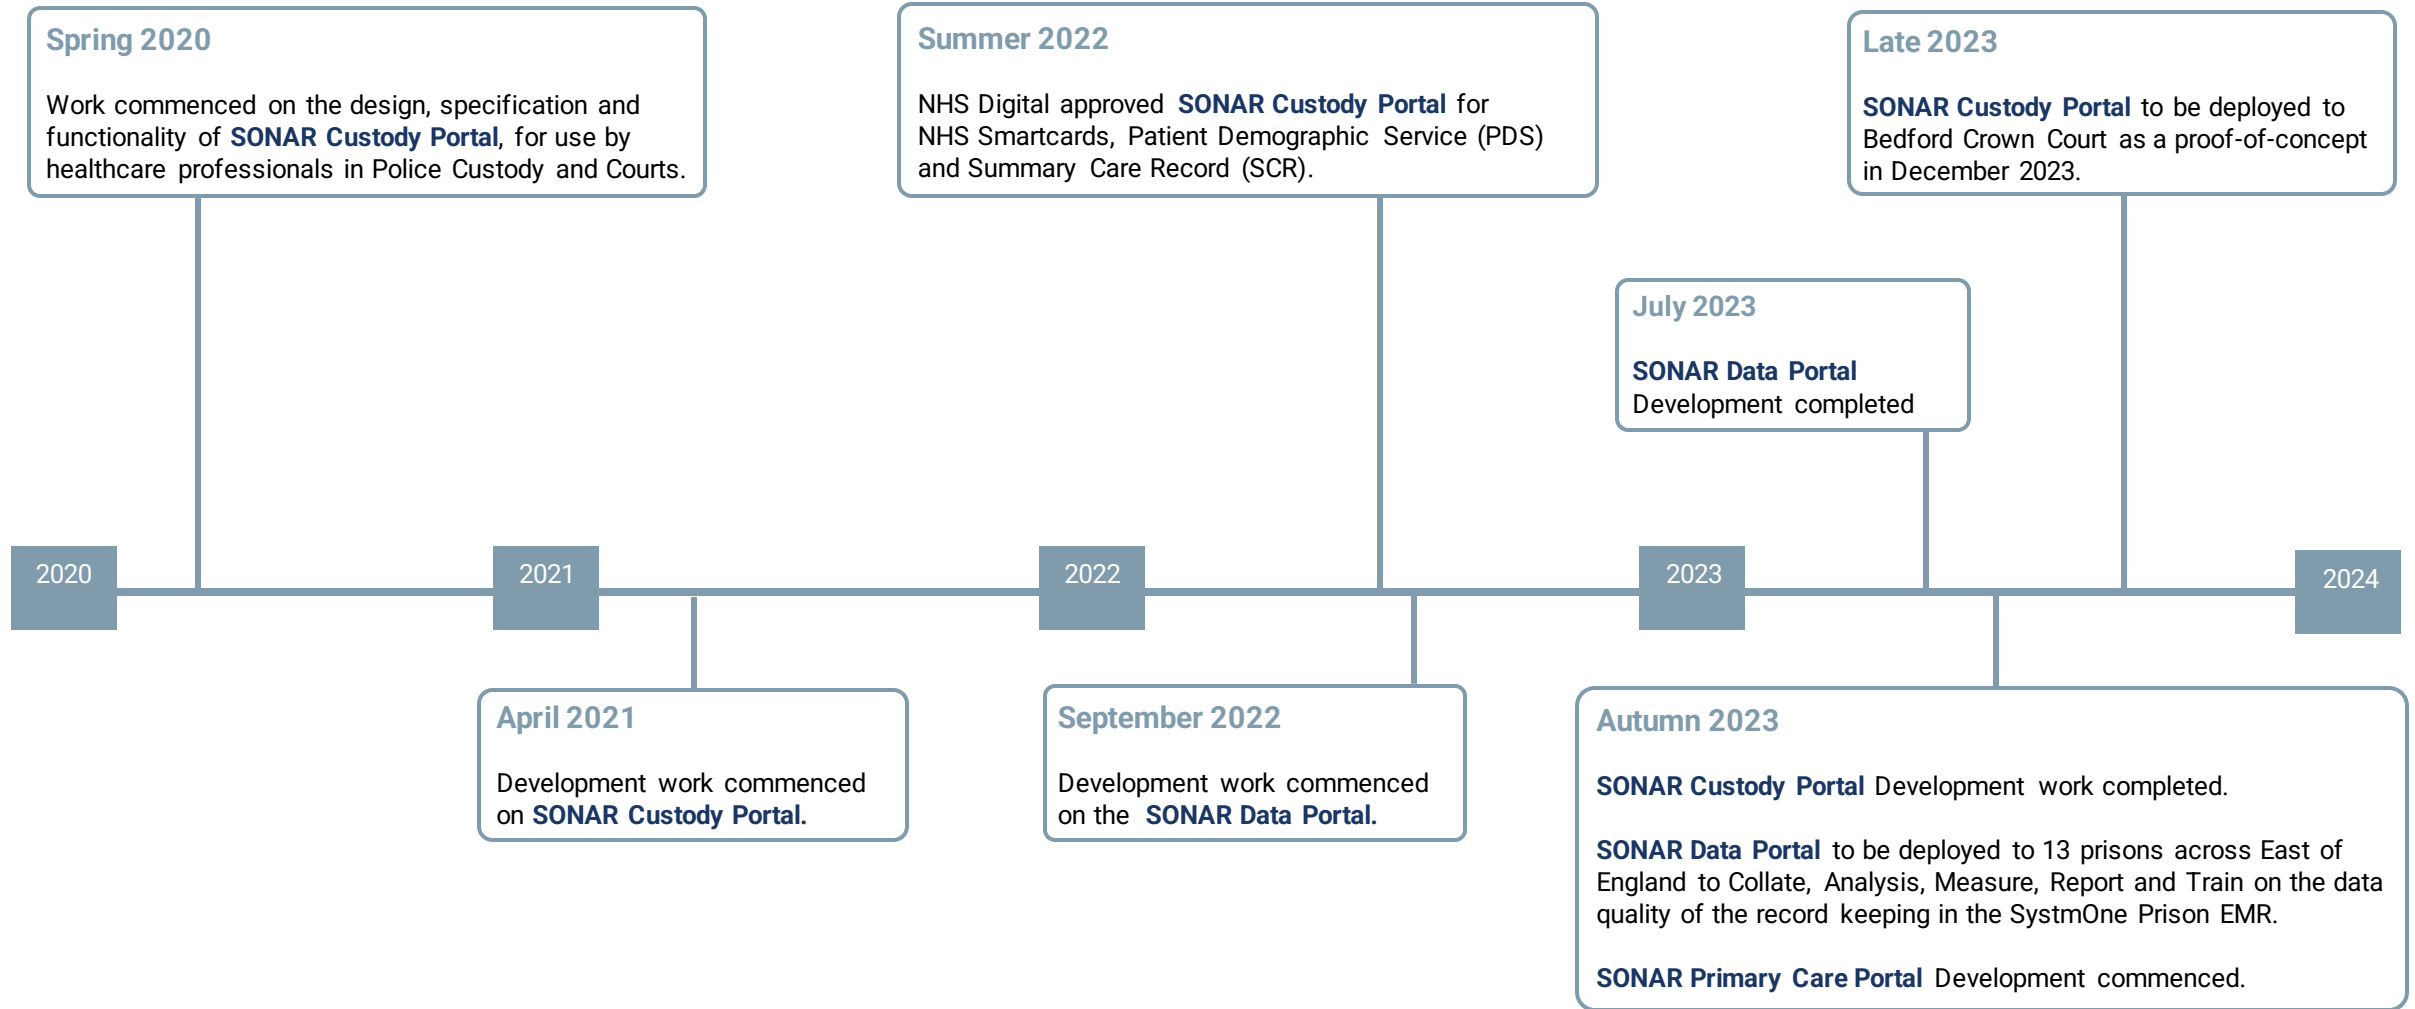 Spring 2020
Work commenced on the design, specification and
functionality of SONAR Custody Portal, for use by
healthcare professionals in Police Custody and Courts.
Summer 2022
NHS Digital approved SONAR Custody Portal for
NHS Smartcards, Patient Demographic Service (PDS)
and Summary Care Record (SCR).
Late 2023
SONAR Custody Portal to be deployed to
Bedford Crown Court as a proof-of-concept
in December 2023.
July 2023
SONAR Data Portal
Development completed
2020
2021
2022
2023
2024
April 2021
Development work commenced
on SONAR Custody Portal.
September 2022
Development work commenced
on the SONAR Data Portal.
Autumn 2023
SONAR Custody Portal Development work completed.
SONAR Data Portal to be deployed to 13 prisons across East of
England to Collate, Analysis, Measure, Report and Train on the data
quality of the record keeping in the SystmOne Prison EMR.
SONAR Primary Care Portal Development commenced.